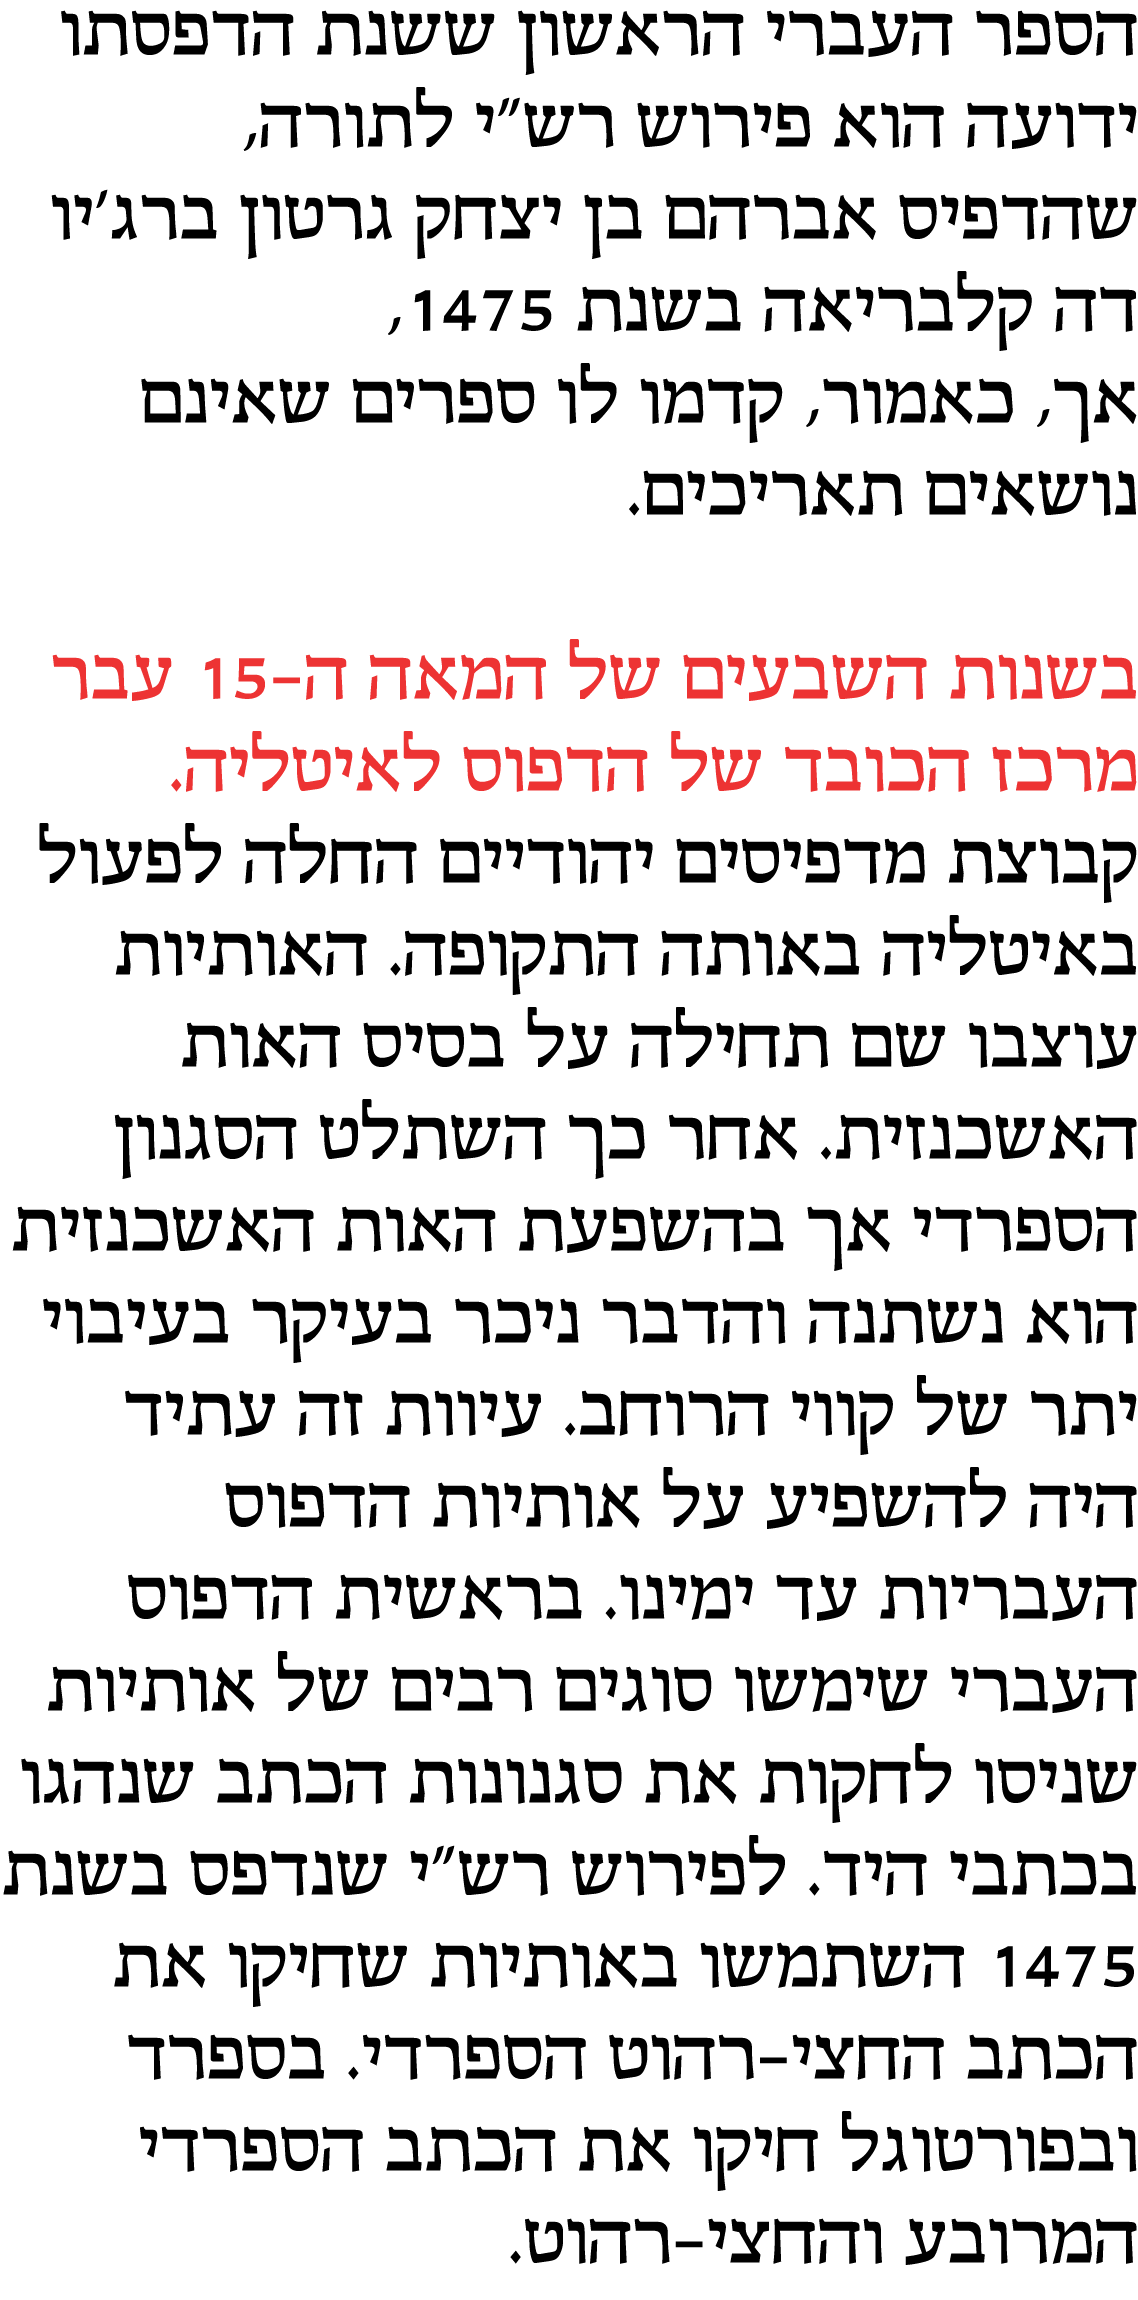 הספר העברי הראשון ששנת הדפסתו
ידועה הוא פירוש רש"י לתורה,
שהדפיס אברהם בן יצחק גרטון ברג'יו
דה קלבריאה בשנת 1475,
אך, כאמור, קדמו לו ספרים שאינם
נושאים תאריכים.
בשנות השבעים של המאה ה-15 עבר
מרכז הכובד של הדפוס לאיטליה.
קבוצת מדפיסים יהודיים החלה לפעול
באיטליה באותה התקופה. האותיות
עוצבו שם תחילה על בסיס האות
האשכנזית. אחר כך השתלט הסגנון
הספרדי אך בהשפעת האות האשכנזית
הוא נשתנה והדבר ניכר בעיקר בעיבוי
יתר של קווי הרוחב. עיוות זה עתיד
היה להשפיע על אותיות הדפוס
העבריות עד ימינו. בראשית הדפוס
העברי שימשו סוגים רבים של אותיות
שניסו לחקות את סגנונות הכתב שנהגו
בכתבי היד. לפירוש רש"י שנדפס בשנת
1475 השתמשו באותיות שחיקו את
הכתב החצי-רהוט הספרדי. בספרד
ובפורטוגל חיקו את הכתב הספרדי
המרובע והחצי-רהוט.